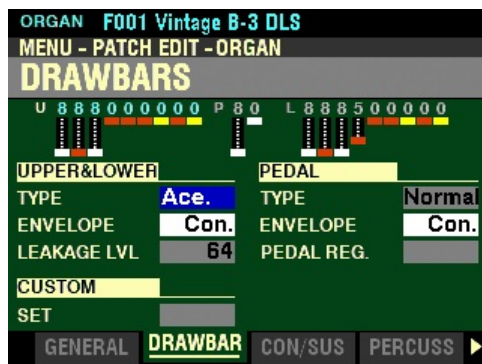 ORGAN F001 Vintage B-3 DLS
MENU - PATCH EDIT - ORGAN
DRAWBARS
U 888000000 P 80 L 888500000
UPPER&LOWER PEDAL
TYPE Ace. TYPE Normal
ENVELOPE Con. ENVELOPE Con.
LEAKAGE LVL 64 PEDAL REG.
CUSTOM
SET
GENERAL DRAWBAR CON/SUS PERCUSS